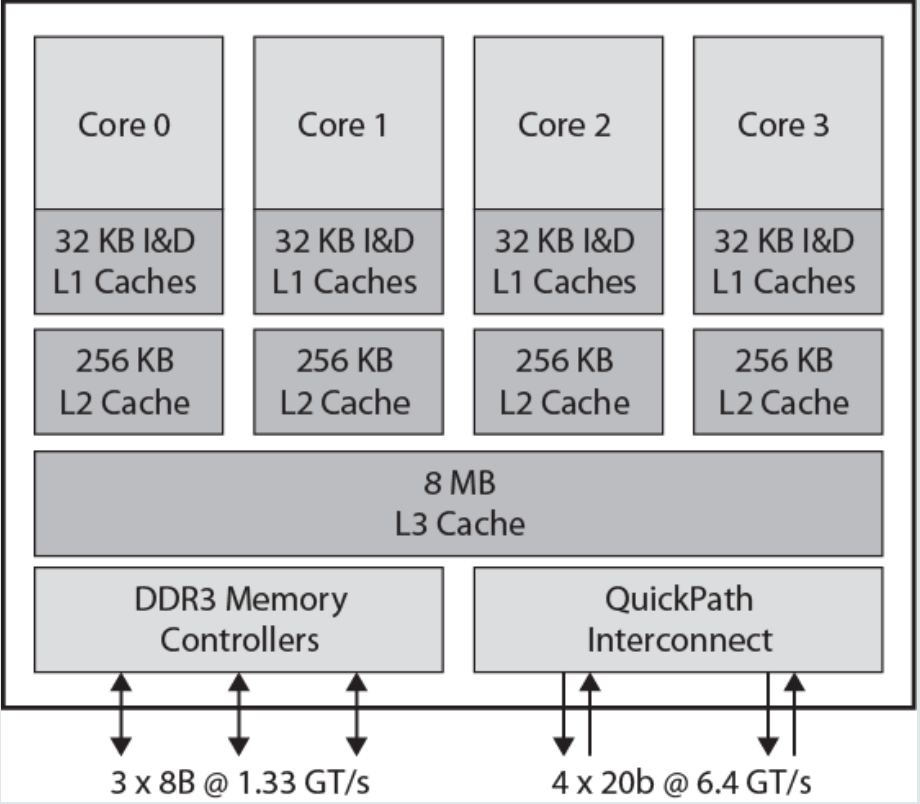 Core 0
Core 1
Core 2
Core 3
32 KB I&D
L1 Caches
32 KB I&D
L1 Caches
32 KB I&D
L1 Caches
32 KB I&D
L1 Caches
256 KB
L2 Cache
256 KB
L2 Cache
256 KB
L2 Cache
256 KB
L2 Cache
8 MB
L3 Cache
DDR3 Memory
Controllers
QuickPath
Interconnect
3 x 8B @ 1.33 GT/s
4 x 20b @ 6.4 GT/s